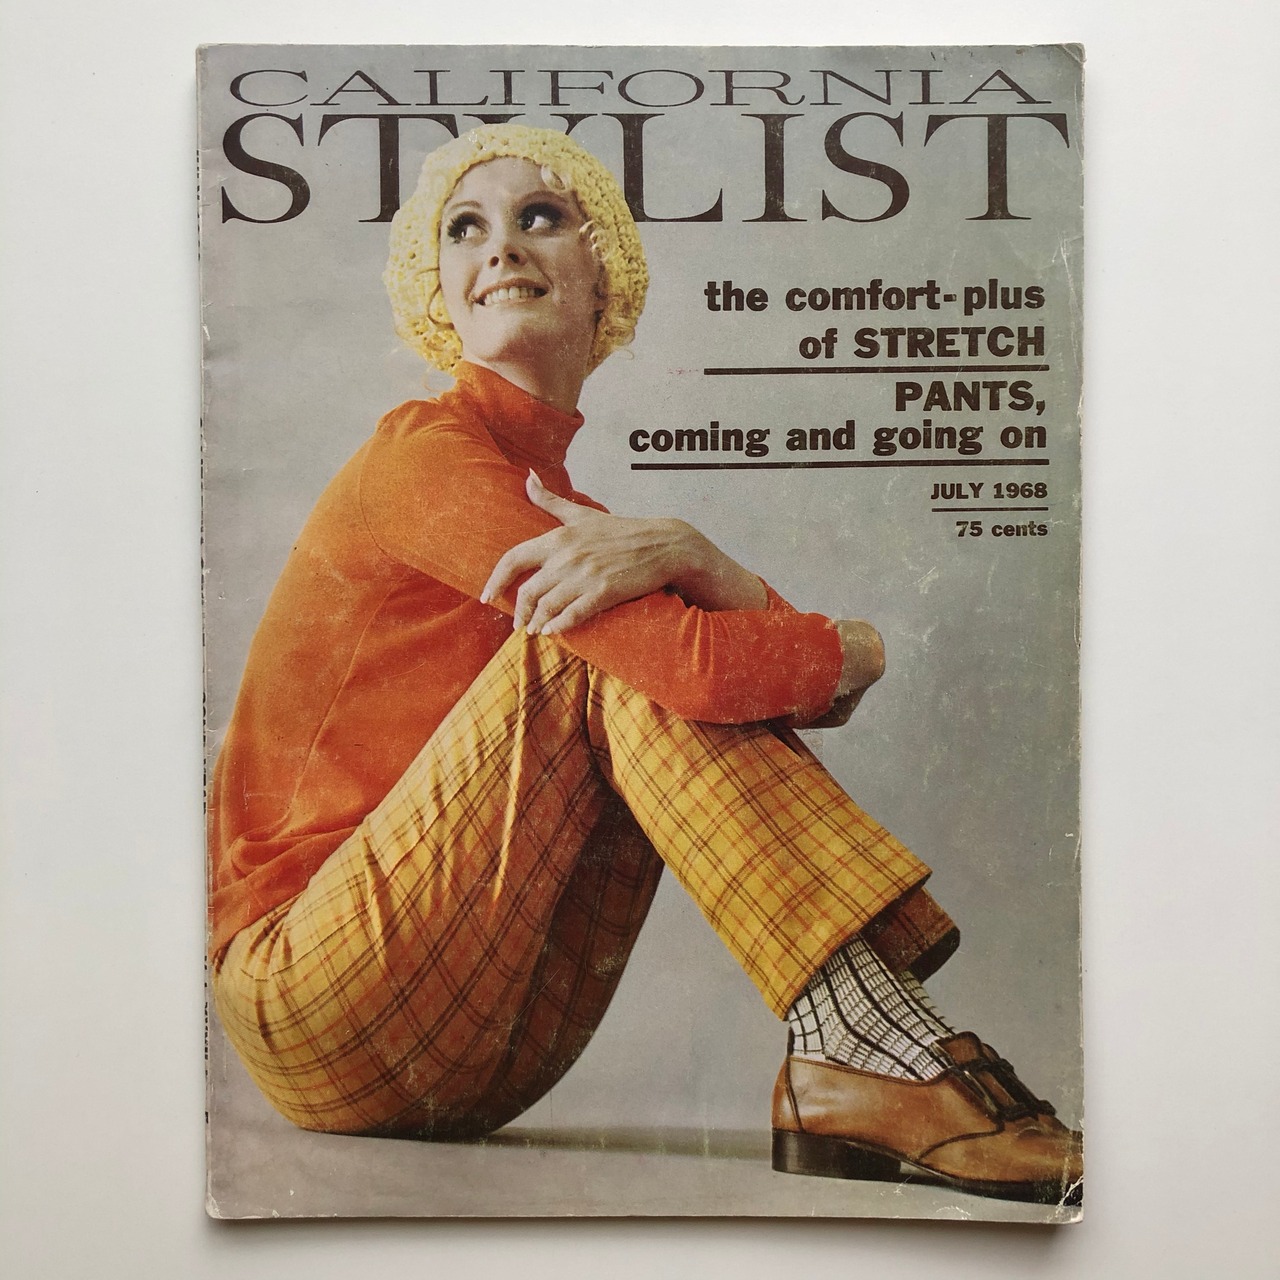 CALIFORNIA
STYLIST
the comfort-plus
of STRETCH
PANTS,
coming and going on
JULY 1968
75 cents